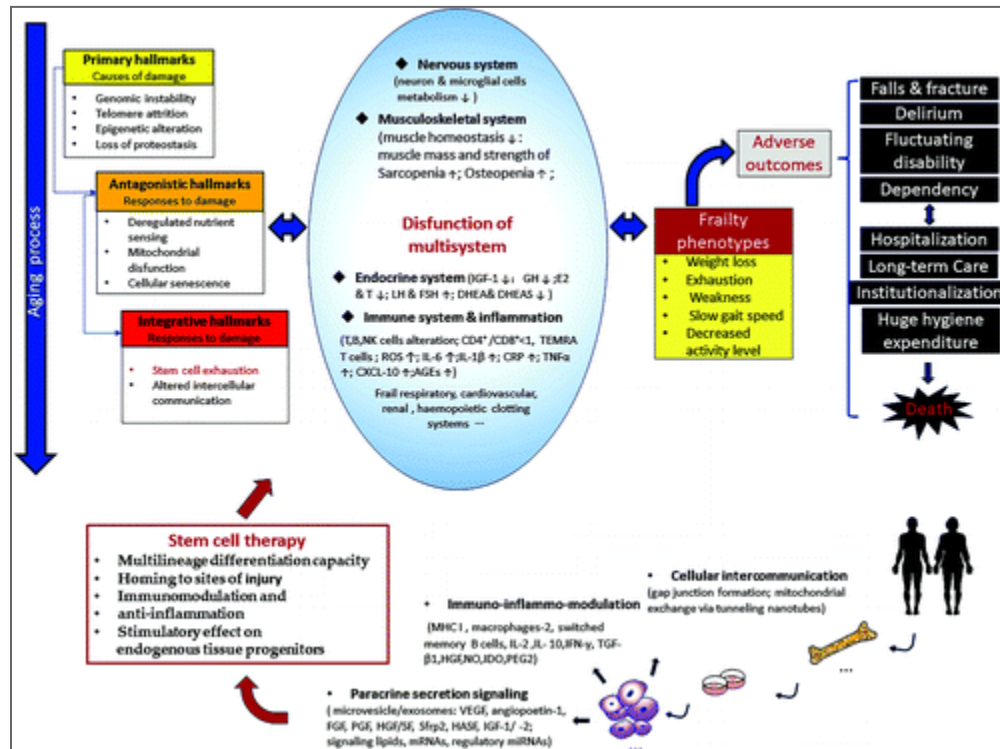 Aging process
Primary hallmarks
Causes of damage
• Genomic instability
• Telomere attrition
• Epigenetic alteration
• Loss of proteostasis
Antagonistic hallmarks
Responses to damage
• Deregulated nutrient
sensing
• Mitochondrial
disfunction
• Cellular senescence
Integrative hallmarks
Responses to damage
• Stem cell exhaustion
• Altered intercellular
communication
◆ Nervous system
(neuron & microglial cells
metabolism ↓ )
◆ Musculoskeletal system
(muscle homeostasis ↓ :
muscle mass and strength of
Sarcopenia ↑; Osteopenia ↑ ;
Disfunction of
multisystem
◆ Endocrine system (IGF-1 ↓; GH ↓ ;E2
& T ↓; LH & FSH ↑; DHEA& DHEAS ↓ )
◆ Immune system & inflammation
(T,B,NK cells alteration; CD4⁺/CD8⁺<1, TEMRA
T cells ; ROS ↑; IL-6 ↑;IL-1β ↑; CRP ↑; TNFα
↑; CXCL-10 ↑;AGEs ↑)
Frail respiratory, cardiovascular,
renal , haemopoietic clotting
systems ···
Frailty
phenotypes
• Weight loss
• Exhaustion
• Weakness
• Slow gait speed
• Decreased
activity level
Adverse
outcomes
Falls & fracture
Delirium
Fluctuating
disability
Dependency
Hospitalization
Long-term Care
Institutionalization
Huge hygiene
expenditure
Death
Stem cell therapy
• Multilineage differentiation capacity
• Homing to sites of injury
• Immunomodulation and
anti-inflammation
• Stimulatory effect on
endogenous tissue progenitors
• Cellular intercommunication
(gap junction formation; mitochondrial
exchange via tunneling nanotubes)
• Immuno-inflammo-modulation
(MHC I , macrophages-2, switched
memory B cells, IL-2 ,IL- 10,IFN-γ, TGF-
β1,HGF,NO,IDO,PEG2)
...
• Paracrine secretion signaling
( microvesicle/exosomes: VEGF, angiopoetin-1,
FGF, PGF, HGF/SF, Sfrp2, HASF, IGF-1/ -2;
signaling lipids, mRNAs, regulatory miRNAs)
...